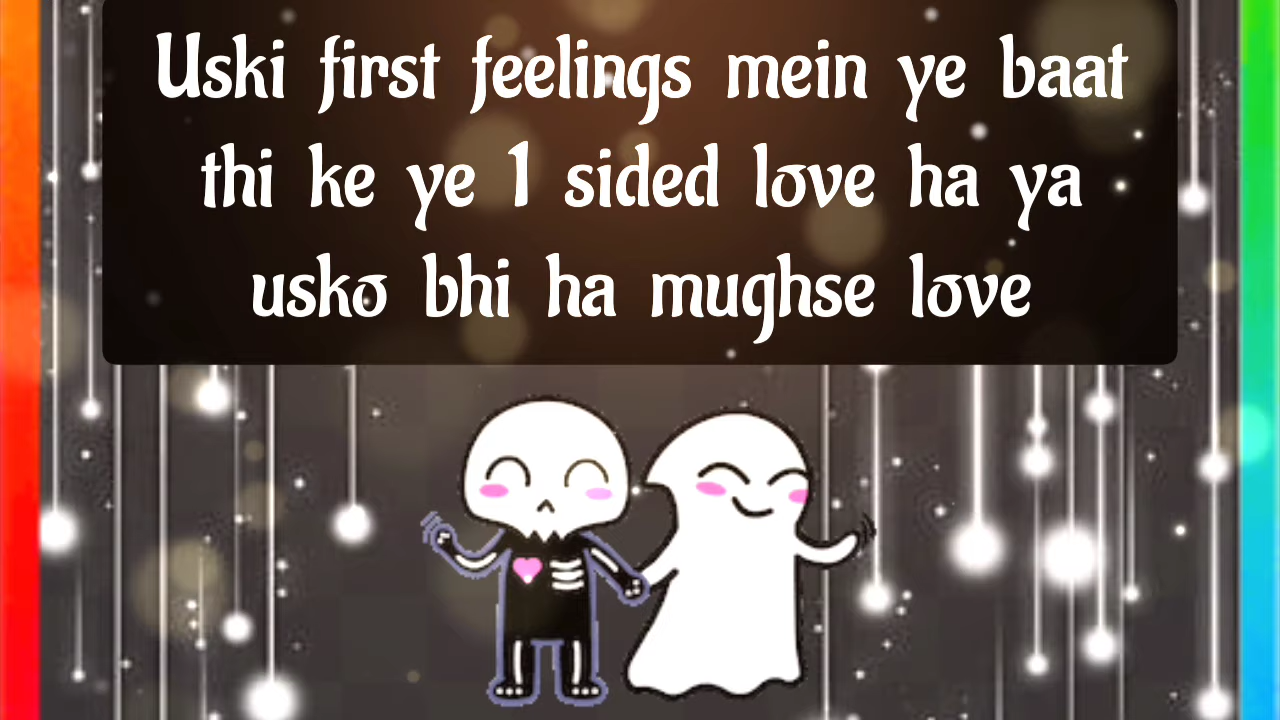 Uski first feelings mein ye baat
thi ke ye 1 sided love ha ya
usko bhi ha mughse love